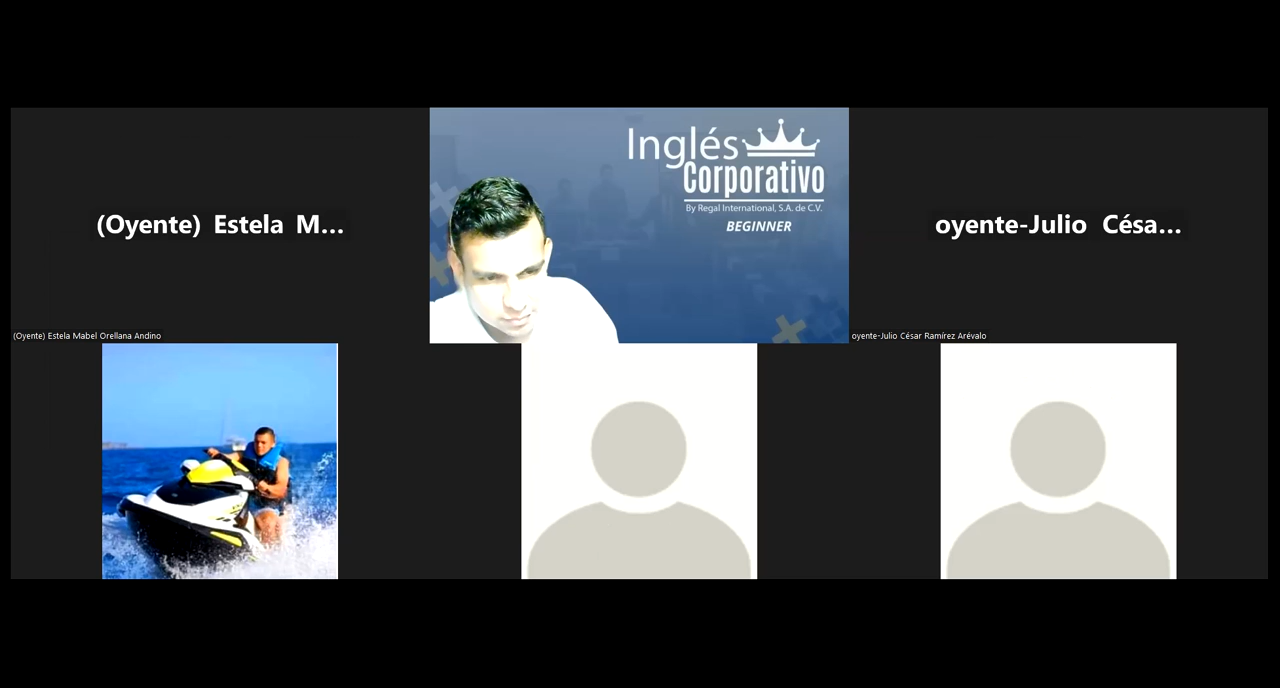 (Oyente) Estela M...
Inglés
Corporativo
By Regal International, S.A. de C.V.
BEGINNER
oyente-Julio Césa...
(Oyente) Estela Mabel Orellana Andino
oyente-Julio César Ramírez Arévalo